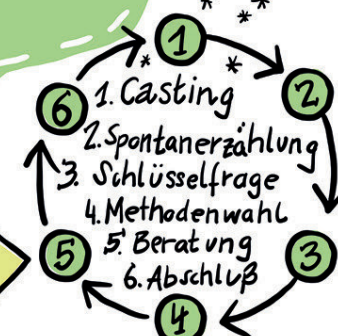 1
2
3
4
5
6
1. Casting
2. Spontanerzählung
3. Schlüsselfrage
4. Methodenwahl
5. Beratung
6. Abschluß